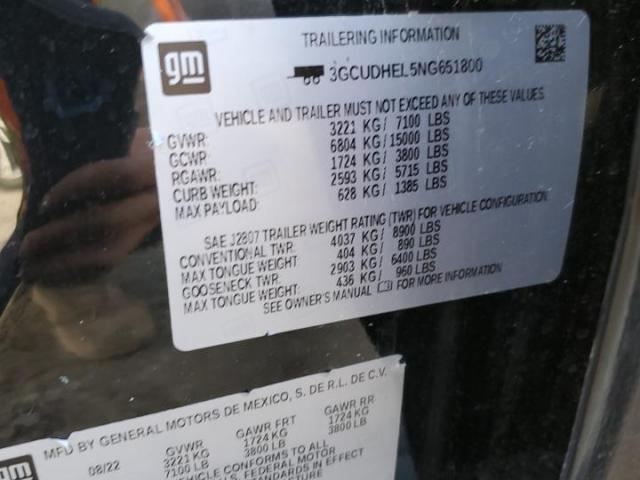 gm
TRAILERING INFORMATION
3GCUDHEL5NG651800
VEHICLE AND TRAILER MUST NOT EXCEED ANY OF THESE VALUES
GVWR: 3221 KG/ 7100 LBS
GCWR: 6804 KG/ 15000 LBS
RGAWR: 1724 KG/ 3800 LBS
CURB WEIGHT: 2593 KG/ 5715 LBS
MAX PAYLOAD: 628 KG/ 1385 LBS
SAE J2807 TRAILER WEIGHT RATING (TWR) FOR VEHICLE CONFIGURATION.
CONVENTIONAL TWR: 4037 KG/ 8900 LBS
MAX TONGUE WEIGHT: 404 KG/ 890 LBS
GOOSENECK TWR: 2903 KG/ 6400 LBS
MAX TONGUE WEIGHT: 436 KG/ 960 LBS
SEE OWNER'S MANUAL FOR MORE INFORMATION
MFD BY GENERAL MOTORS DE MEXICO, S. DE R.L. DE C.V.
08/22 GVWR GAWR FRT GAWR RR
3221 KG 1724 KG 1724 KG
7100 LB 3800 LB 3800 LB
gm
CONFORMS TO ALL
FEDERAL MOTOR